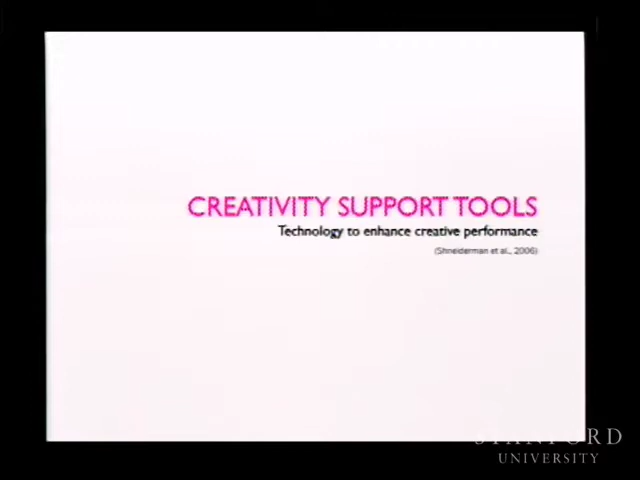 CREATIVITY SUPPORT TOOLS
Technology to enhance creative performance
(Shneiderman et al., 2006)
STANFORD
UNIVERSITY